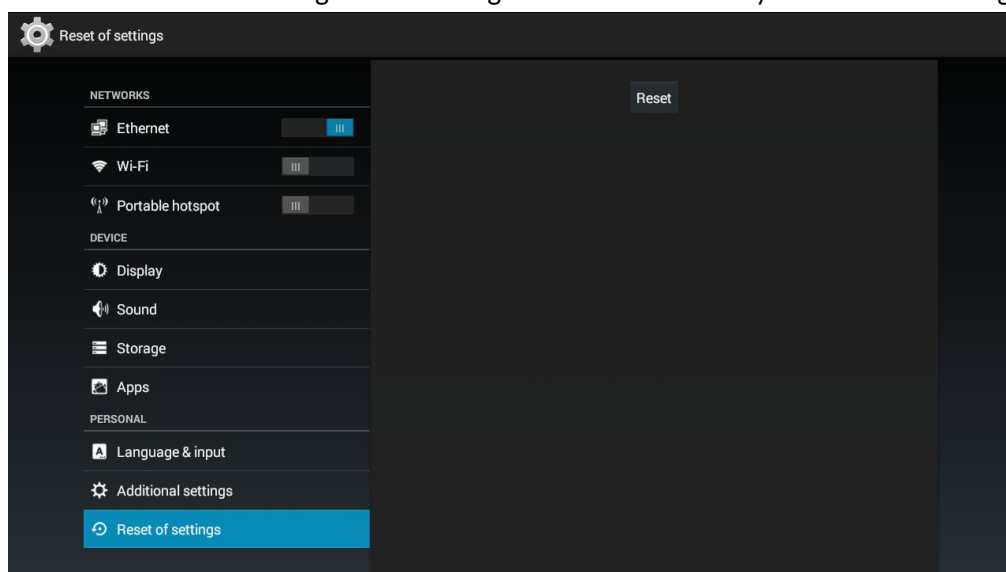 Reset of settings
NETWORKS
Ethernet
Wi-Fi
Portable hotspot
DEVICE
Display
Sound
Storage
Apps
PERSONAL
Language & input
Additional settings
Reset of settings
Reset